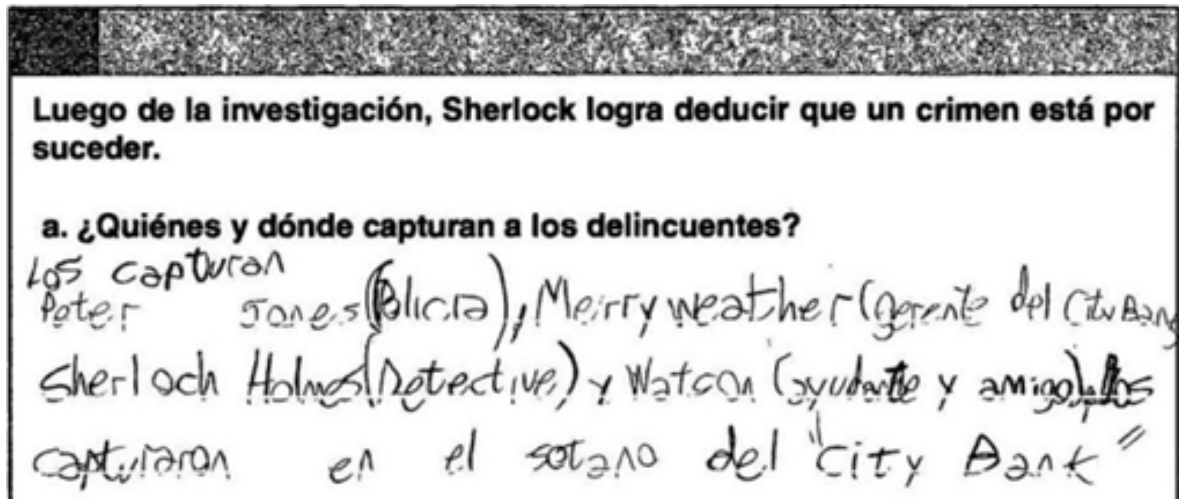 Luego de la investigación, Sherlock logra deducir que un crimen está por
suceder.
a. ¿Quiénes y dónde capturan a los delincuentes?
Los capturan
Peter Jones (Policia), Merryweather (gerente del City Bank
Sherloch Holmes (Detective) y Watson (ayudante y amigo) los
capturaron en el sotano del "City Bank"